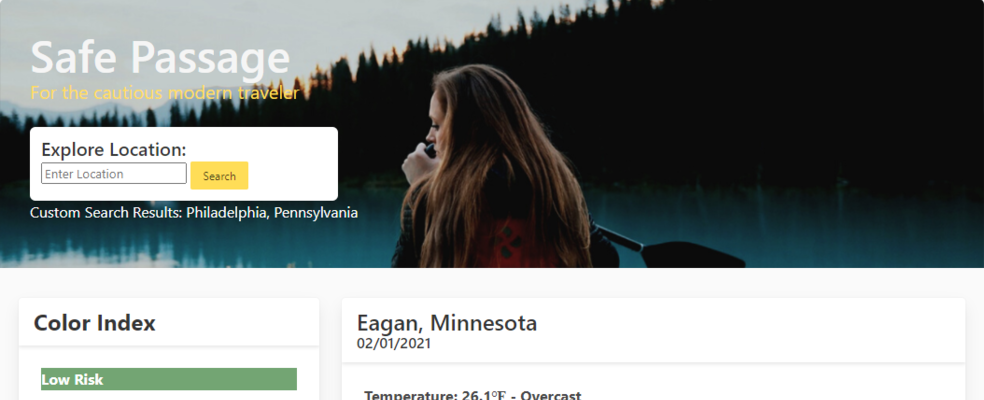 Safe Passage
For the cautious modern traveler
Explore Location:
Enter Location
Search
Custom Search Results: Philadelphia, Pennsylvania
Color Index
Low Risk
Eagan, Minnesota
02/01/2021
Temperature: 26.1°F - Overcast